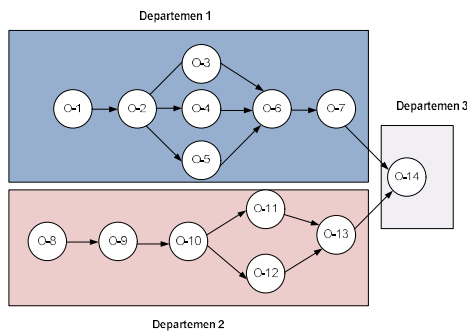 Departemen 1
O-3
O-1
O-2
O-4
O-6
O-7
O-5
Departemen 3
O-14
O-11
O-8
O-9
O-10
O-13
O-12
Departemen 2